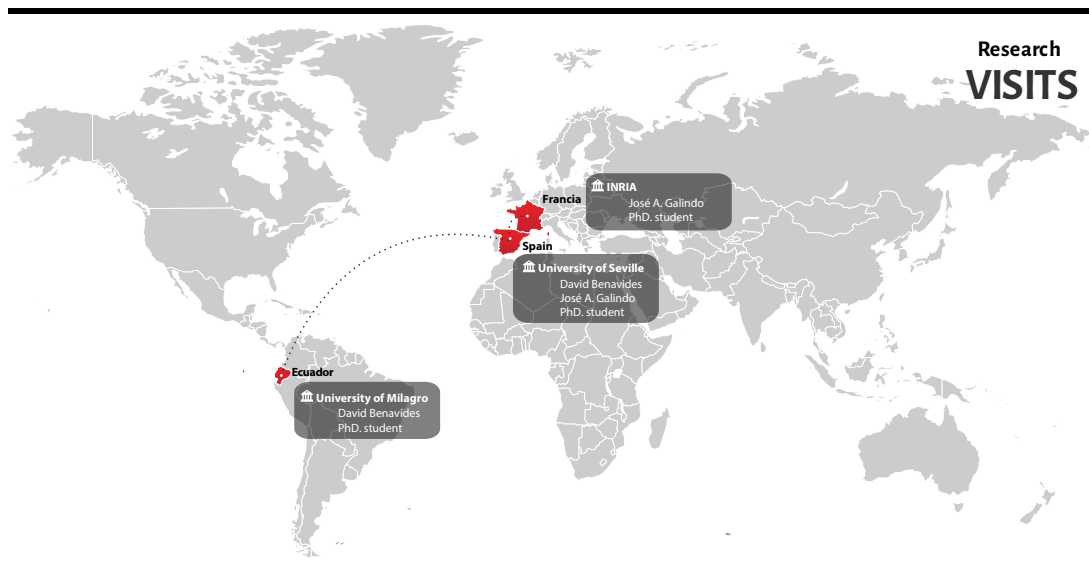 Research
VISITS
Francia
INRIA
José A. Galindo
PhD. student
Spain
University of Seville
David Benavides
José A. Galindo
PhD. student
Ecuador
University of Milagro
David Benavides
PhD. student